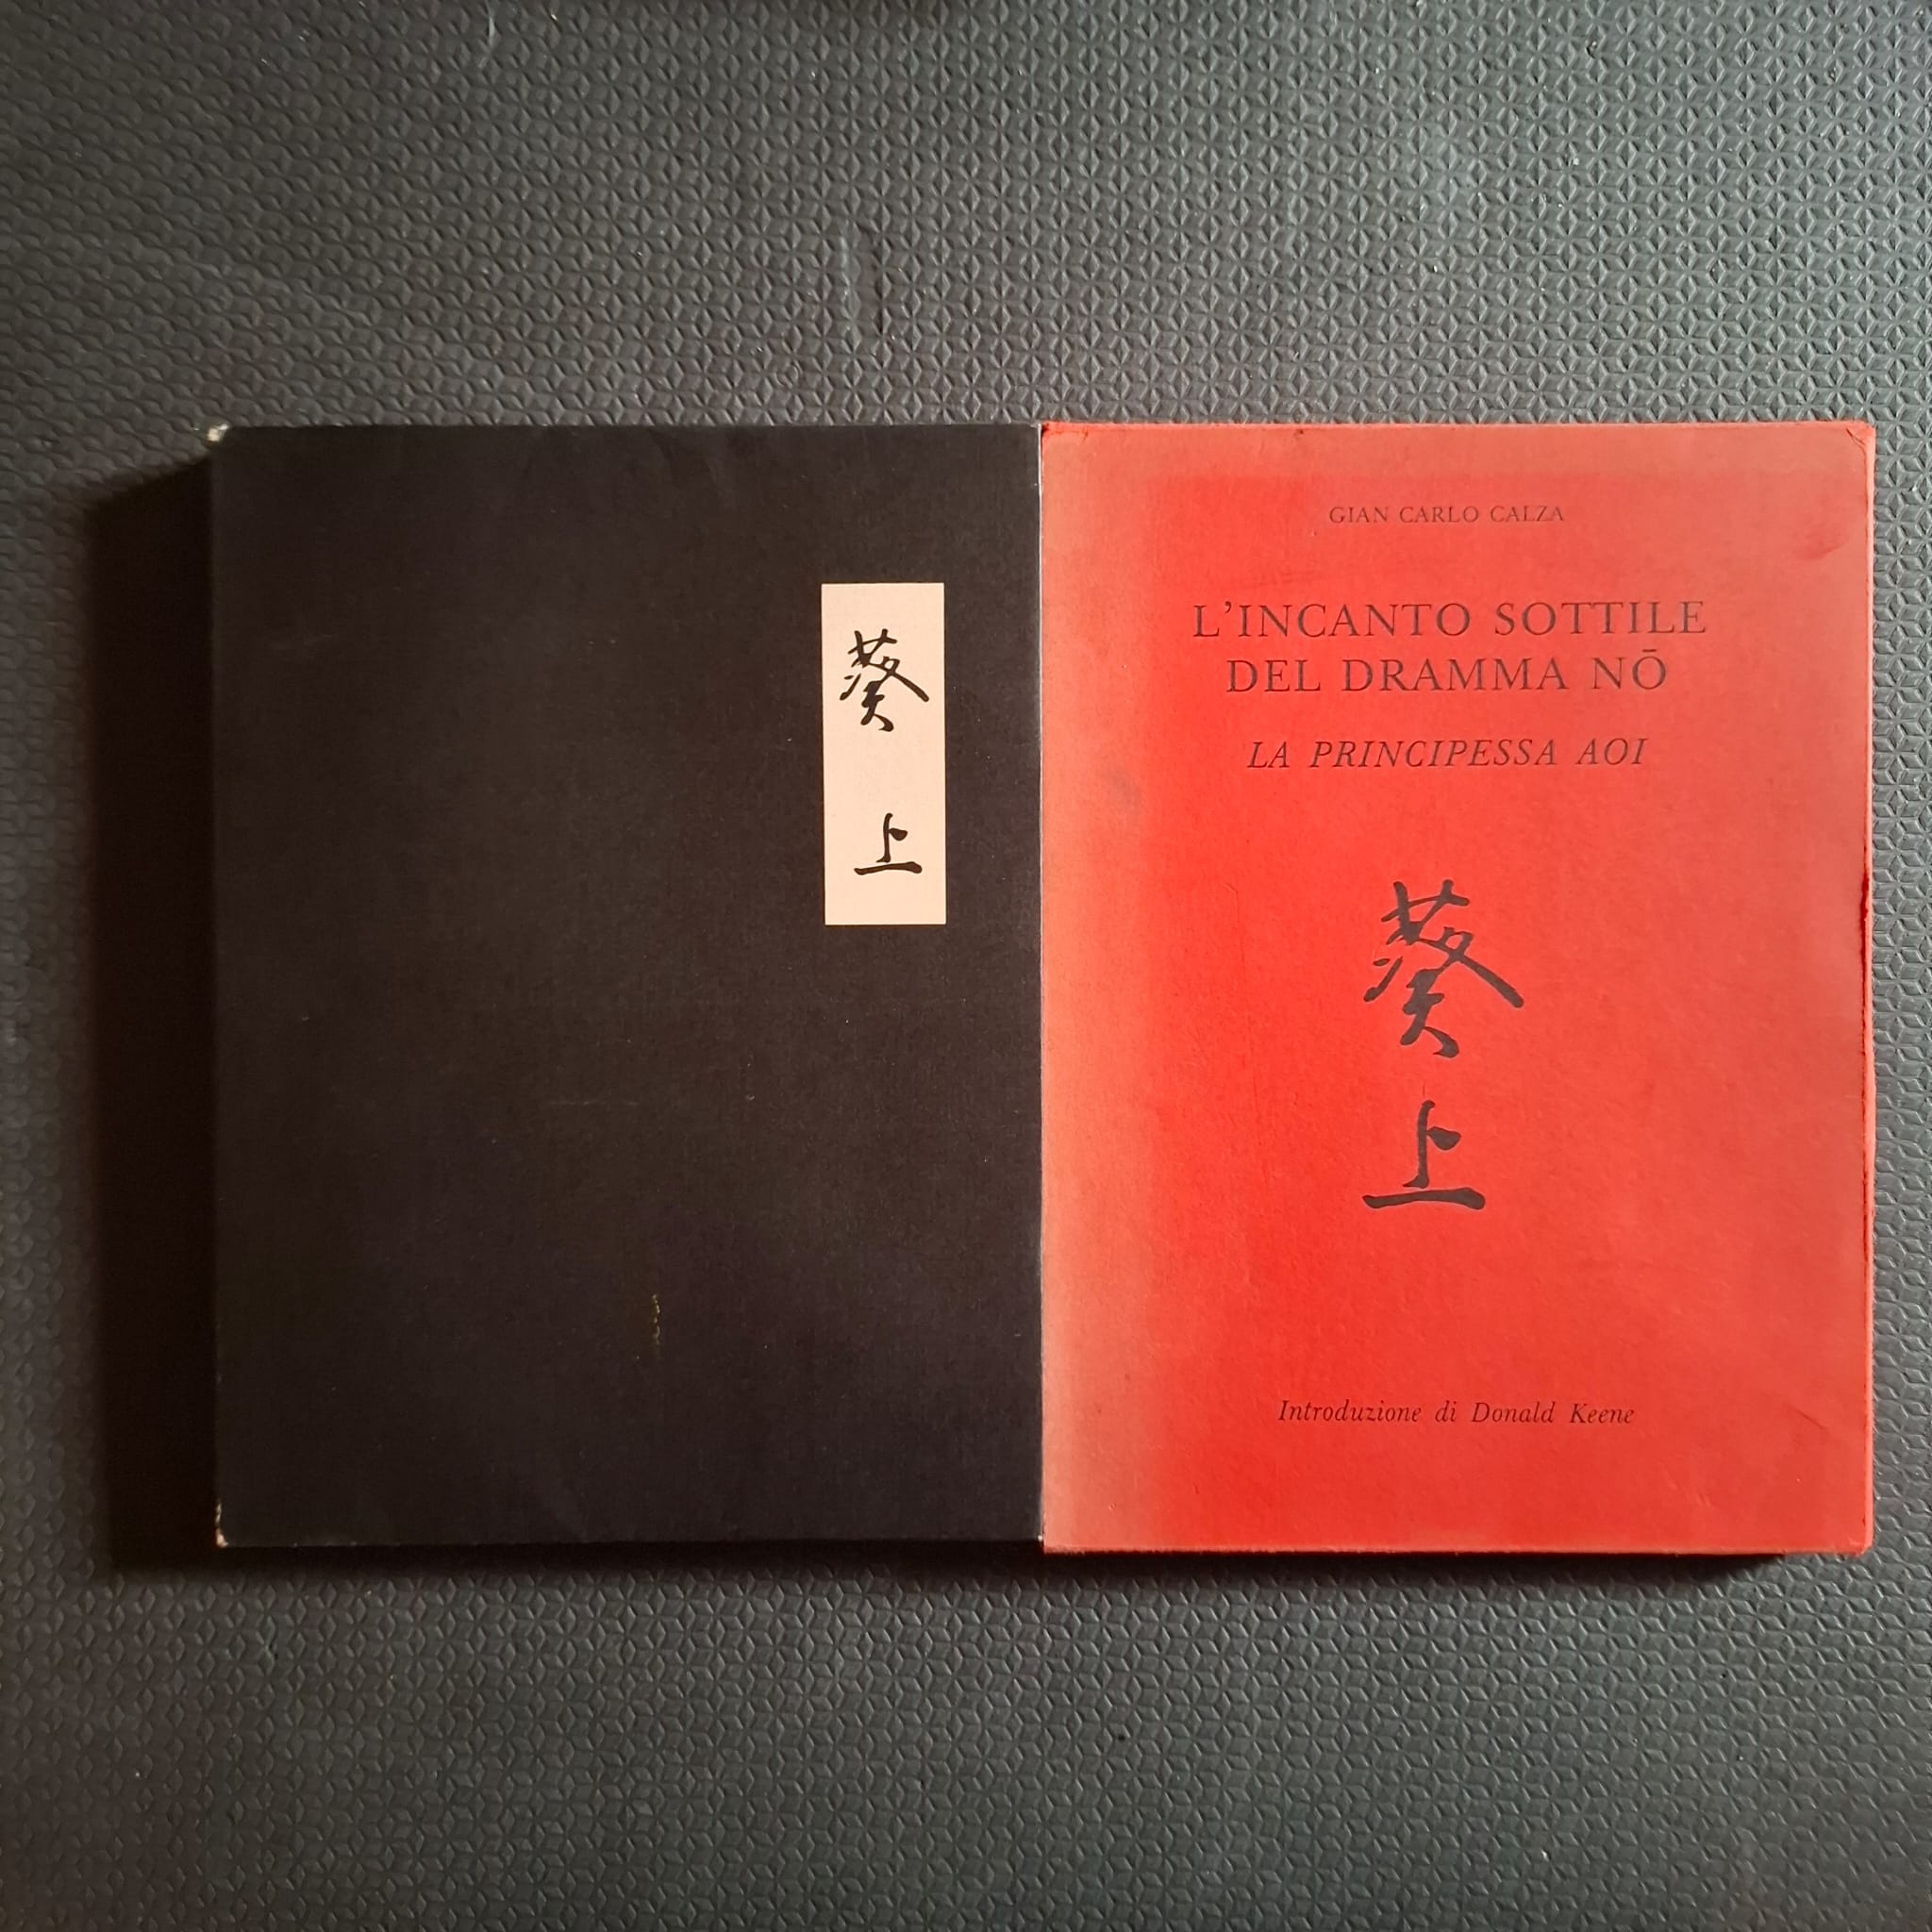 葵
上
GIAN CARLO CALZA
L'INCANTO SOTTILE
DEL DRAMMA NŌ
LA PRINCIPESSA AOI
葵
上
Introduzione di Donald Keene